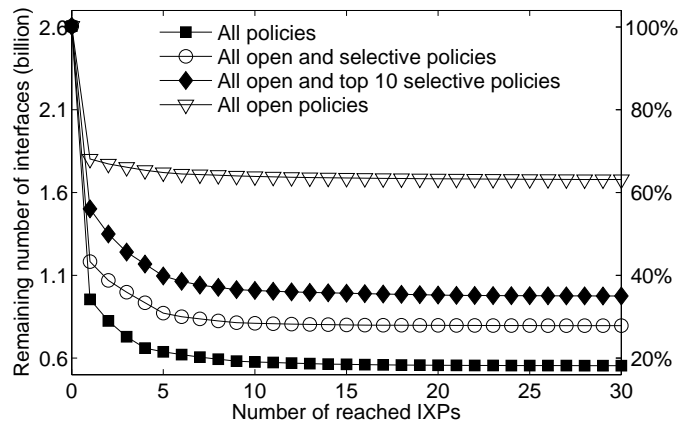 Remaining number of interfaces (billion)
2.6
2.1
1.6
1.1
0.6
All policies
All open and selective policies
All open and top 10 selective policies
All open policies
100%
80%
60%
40%
20%
0 5 10 15 20 25 30
Number of reached IXPs